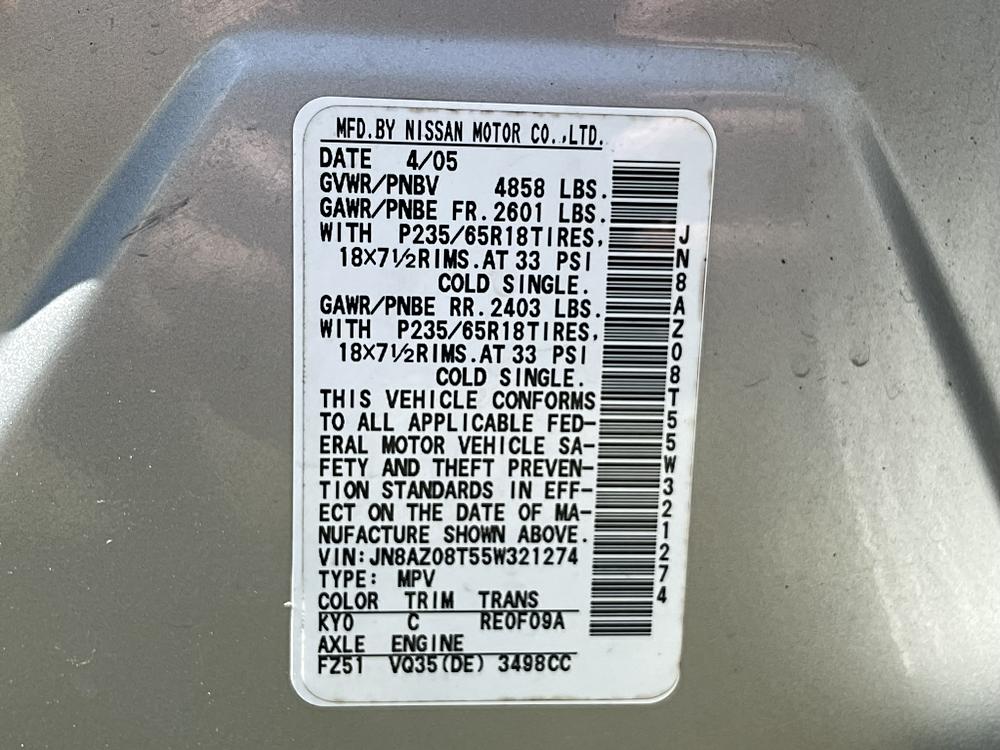 MFD.BY NISSAN MOTOR CO.,LTD.
DATE 4/05
GVWR/PNBV 4858 LBS.
GAWR/PNBE FR.2601 LBS.
WITH P235/65R18TIRES,
18×7½RIMS.AT 33 PSI
COLD SINGLE.
GAWR/PNBE RR.2403 LBS.
WITH P235/65R18TIRES,
18×7½RIMS.AT 33 PSI
COLD SINGLE.
THIS VEHICLE CONFORMS
TO ALL APPLICABLE FED-
ERAL MOTOR VEHICLE SA-
FETY AND THEFT PREVEN-
TION STANDARDS IN EFF-
ECT ON THE DATE OF MA-
NUFACTURE SHOWN ABOVE.
VIN:JN8AZ08T55W321274
TYPE: MPV
COLOR TRIM TRANS
KY0 C RE0F09A
AXLE ENGINE
FZ51 VQ35(DE) 3498CC
JN8AZ08T55W321274